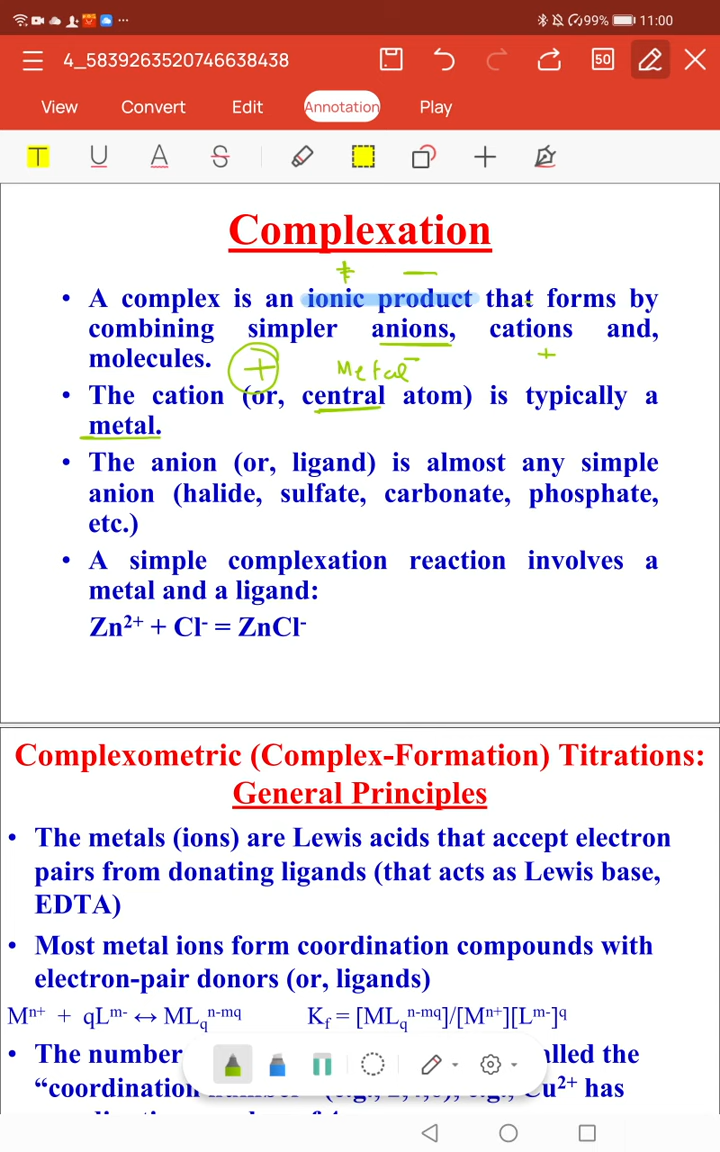 99% 11:00
4_5839263520746638438
50
View Convert Edit Annotation Play
T U A S
Complexation
+ —
• A complex is an ionic product that forms by
combining simpler anions, cations and,
molecules.
+ Metal +
• The cation (or, central atom) is typically a
metal.
• The anion (or, ligand) is almost any simple
anion (halide, sulfate, carbonate, phosphate,
etc.)
• A simple complexation reaction involves a
metal and a ligand:
Zn²⁺ + Cl⁻ = ZnCl⁻
Complexometric (Complex-Formation) Titrations:
General Principles
• The metals (ions) are Lewis acids that accept electron
pairs from donating ligands (that acts as Lewis base,
EDTA)
• Most metal ions form coordination compounds with
electron-pair donors (or, ligands)
Mⁿ⁺ + qLᵐ⁻ ↔ ML_q^(n-mq) K_f = [ML_q^(n-mq)]/[Mⁿ⁺][Lᵐ⁻]^q
• The number alled the
“coordination Cu²⁺ has